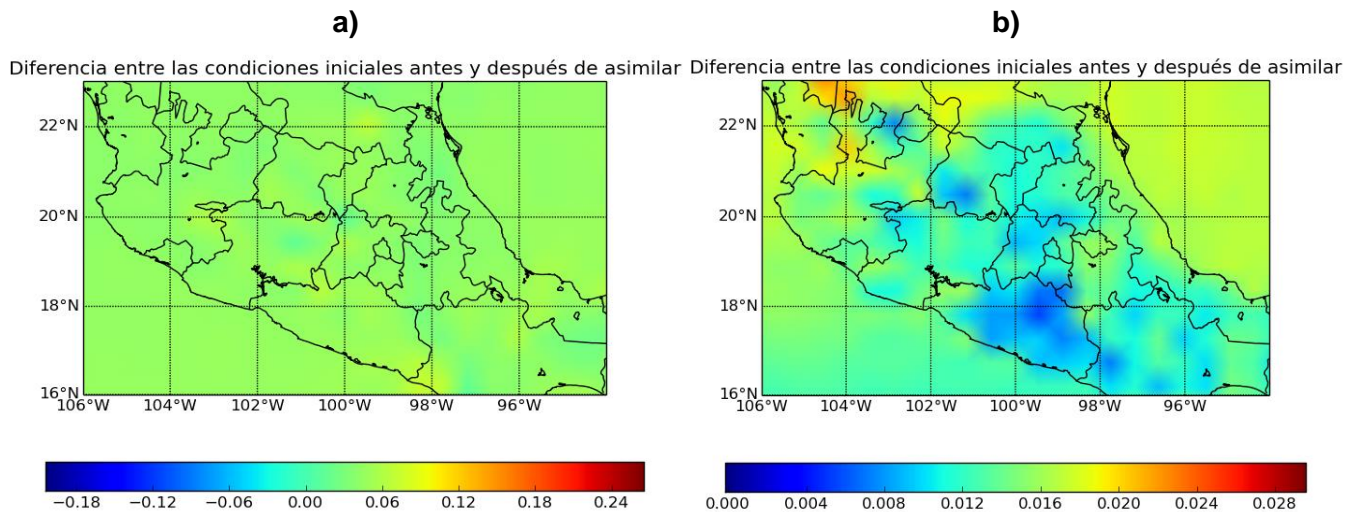 a)
b)
Diferencia entre las condiciones iniciales antes y después de asimilar
Diferencia entre las condiciones iniciales antes y después de asimilar
22°N
20°N
18°N
16°N
106°W 104°W 102°W 100°W 98°W 96°W
22°N
20°N
18°N
16°N
106°W 104°W 102°W 100°W 98°W 96°W
−0.18 −0.12 −0.06 0.00 0.06 0.12 0.18 0.24
0.000 0.004 0.008 0.012 0.016 0.020 0.024 0.028